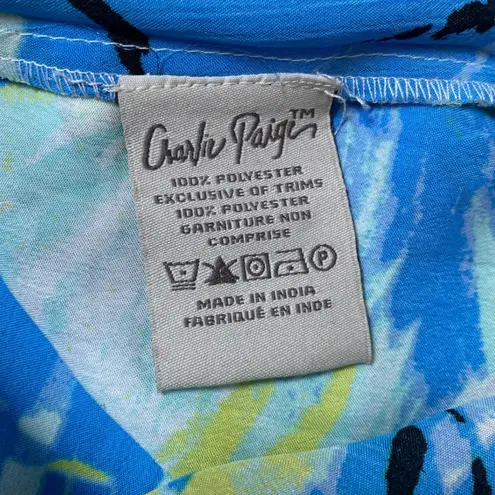 Charlie Paige™
100% POLYESTER
EXCLUSIVE OF TRIMS
100% POLYESTER
GARNITURE NON
COMPRISE
P
MADE IN INDIA
FABRIQUÉ EN INDE